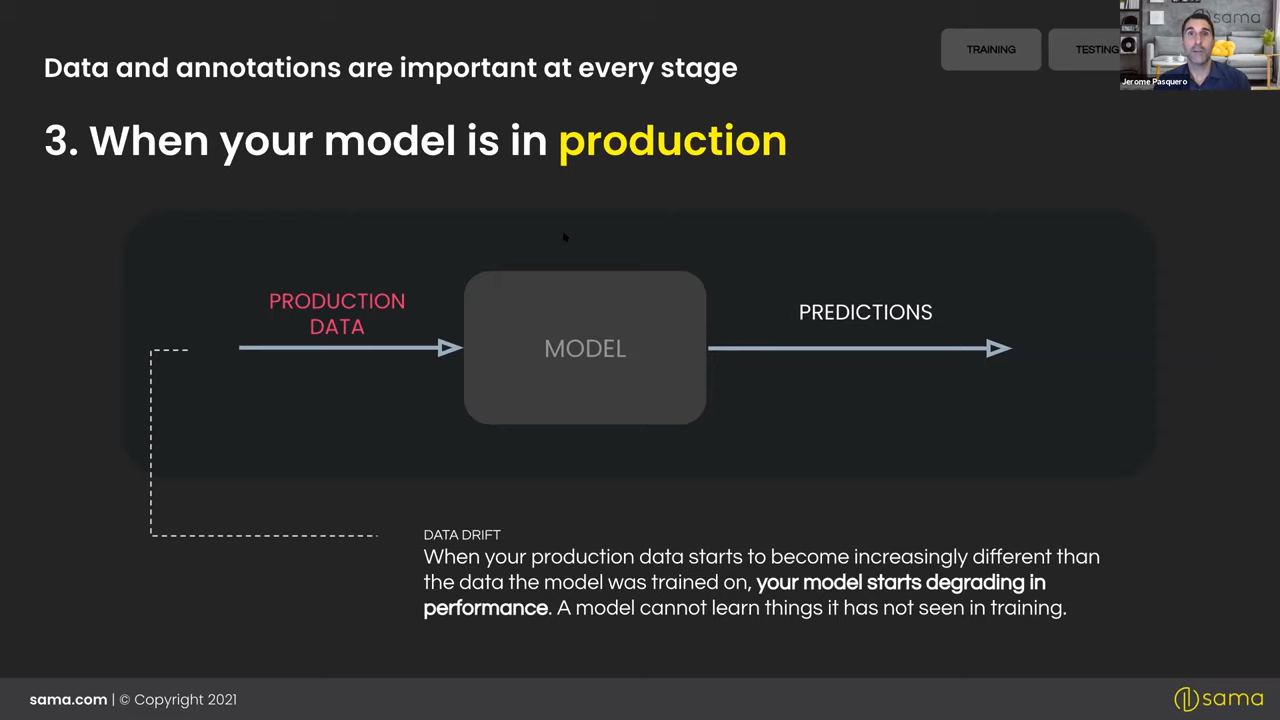 Data and annotations are important at every stage
TRAINING
TESTING
sama
Jerome Pasquero
3. When your model is in production
PRODUCTION
DATA
MODEL
PREDICTIONS
DATA DRIFT
When your production data starts to become increasingly different than
the data the model was trained on, your model starts degrading in
performance. A model cannot learn things it has not seen in training.
sama.com | © Copyright 2021
sama